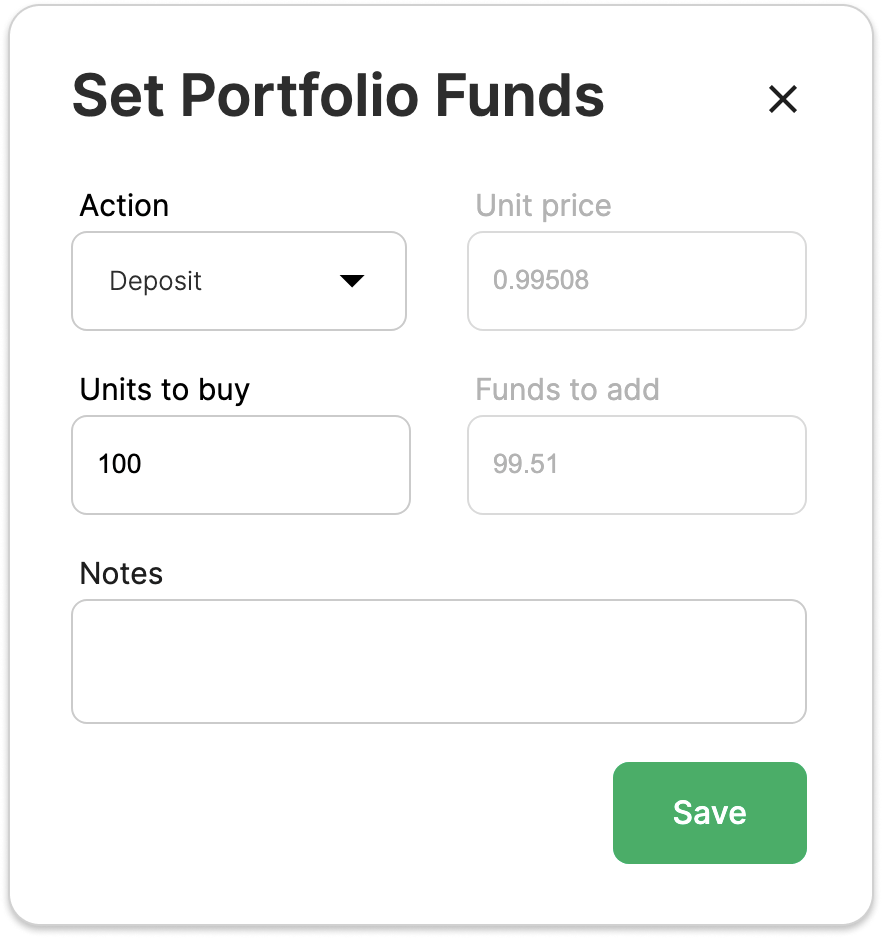 Set Portfolio Funds
Action
Unit price
Deposit
0.99508
Units to buy
Funds to add
100
99.51
Notes
Save